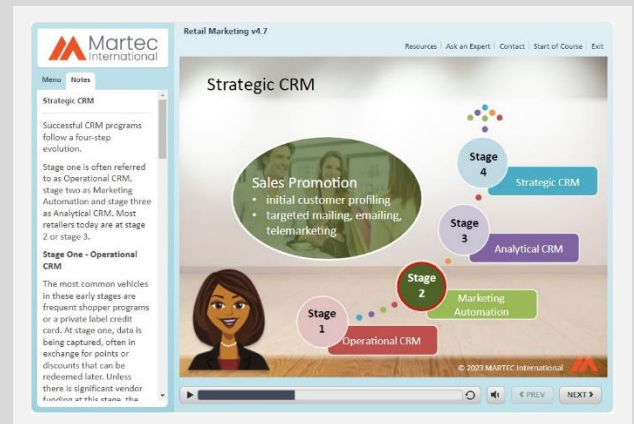 Martec
International
Retail Marketing v4.7
Resources
Ask an Expert
Contact
Start of Course
Exit
Menu
Notes
Strategic CRM
Successful CRM programs
follow a four-step
evolution.
Stage one is often referred
to as Operational CRM,
stage two as Marketing
Automation and stage three
as Analytical CRM. Most
retailers today are at stage
2 or stage 3.
Stage One - Operational
CRM
The most common vehicles
in these early stages are
frequent shopper programs
or a private label credit
card. At stage one, data is
being captured, often in
exchange for points or
discounts that can be
redeemed later. Unless
there is significant vendor
funding at this stage, the
Strategic CRM
Sales Promotion
• initial customer profiling
• targeted mailing, emailing,
telemarketing
Stage
4
Strategic CRM
Stage
3
Analytical CRM
Stage
2
Marketing
Automation
Stage
1
Operational CRM
© 2023 MARTEC International
PREV
NEXT